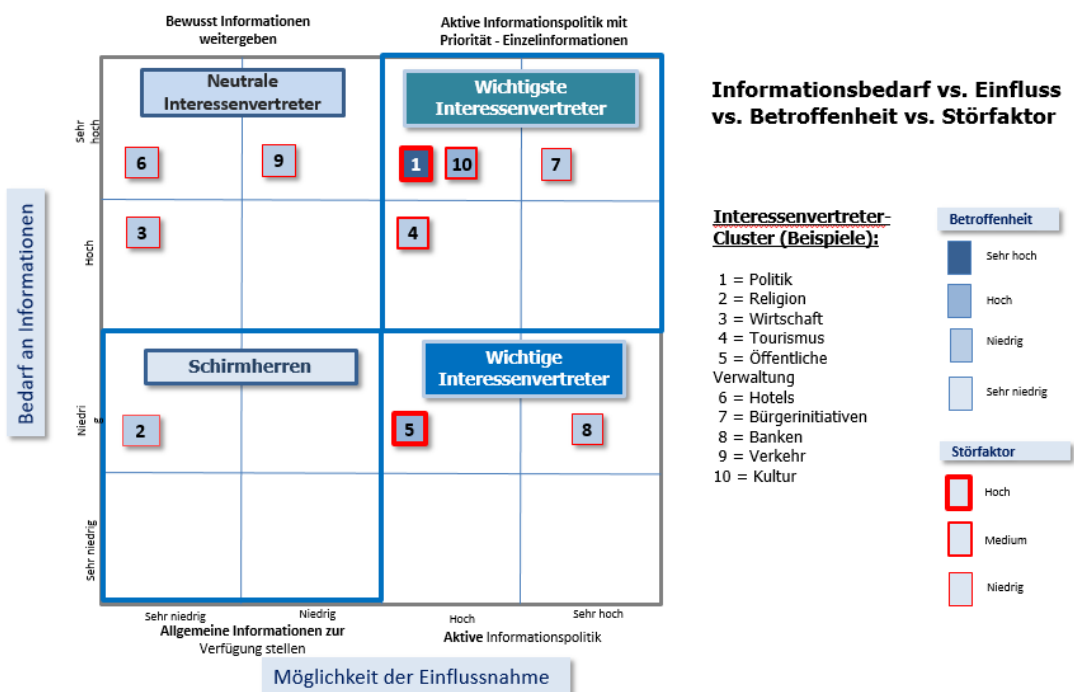 Bewusst Informationen
weitergeben
Aktive Informationspolitik mit
Priorität - Einzelinformationen
Neutrale
Interessenvertreter
Wichtigste
Interessenvertreter
Informationsbedarf vs. Einfluss
vs. Betroffenheit vs. Störfaktor
Sehr
hoch
6
9
1
10
7
Bedarf an Informationen
Hoch
3
4
Interessenvertreter-
Cluster (Beispiele):
1 = Politik
2 = Religion
3 = Wirtschaft
4 = Tourismus
5 = Öffentliche
Verwaltung
6 = Hotels
7 = Bürgerinitiativen
8 = Banken
9 = Verkehr
10 = Kultur
Betroffenheit
Sehr hoch
Hoch
Niedrig
Sehr niedrig
Störfaktor
Hoch
Medium
Niedrig
Schirmherren
Wichtige
Interessenvertreter
Niedri
g
2
5
8
Sehr niedrig
Sehr niedrig
Niedrig
Hoch
Sehr hoch
Allgemeine Informationen zur
Verfügung stellen
Aktive Informationspolitik
Möglichkeit der Einflussnahme